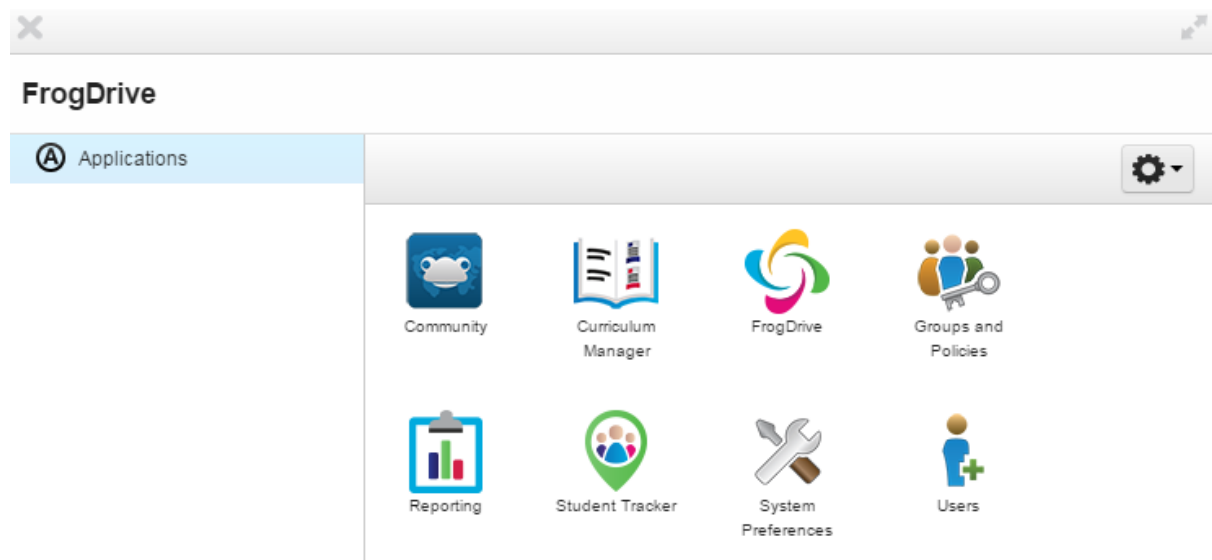 FrogDrive
Applications
Community
Curriculum
Manager
FrogDrive
Groups and
Policies
Reporting
Student Tracker
System
Preferences
Users